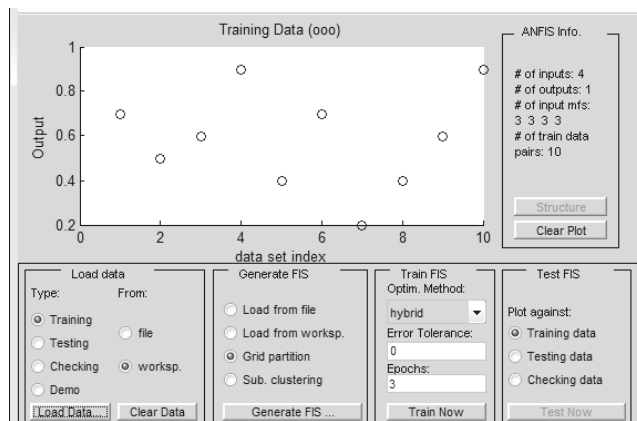 Training Data (ooo)
1
0.8
0.6
0.4
0.2
Output
0 2 4 6 8 10
data set index
ANFIS Info.
# of inputs: 4
# of outputs: 1
# of input mfs:
3 3 3 3
# of train data
pairs: 10
Structure
Clear Plot
Load data
Type: From:
Training
Testing
Checking
Demo
file
worksp.
Load Data... Clear Data
Generate FIS
Load from file
Load from worksp.
Grid partition
Sub. clustering
Generate FIS ...
Train FIS
Optim. Method:
hybrid
Error Tolerance:
0
Epochs:
3
Train Now
Test FIS
Plot against:
Training data
Testing data
Checking data
Test Now